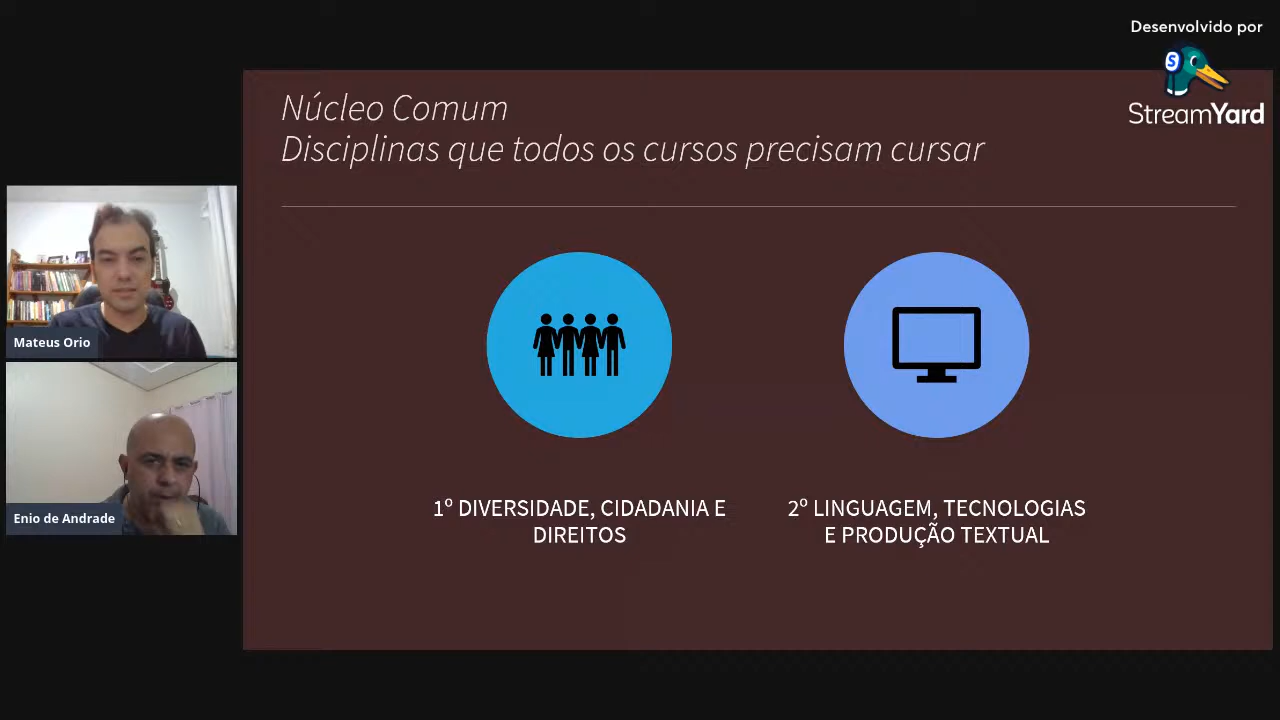 Desenvolvido por
S
StreamYard
Núcleo Comum
Disciplinas que todos os cursos precisam cursar
Mateus Orio
Enio de Andrade
1º DIVERSIDADE, CIDADANIA E
DIREITOS
2º LINGUAGEM, TECNOLOGIAS
E PRODUÇÃO TEXTUAL